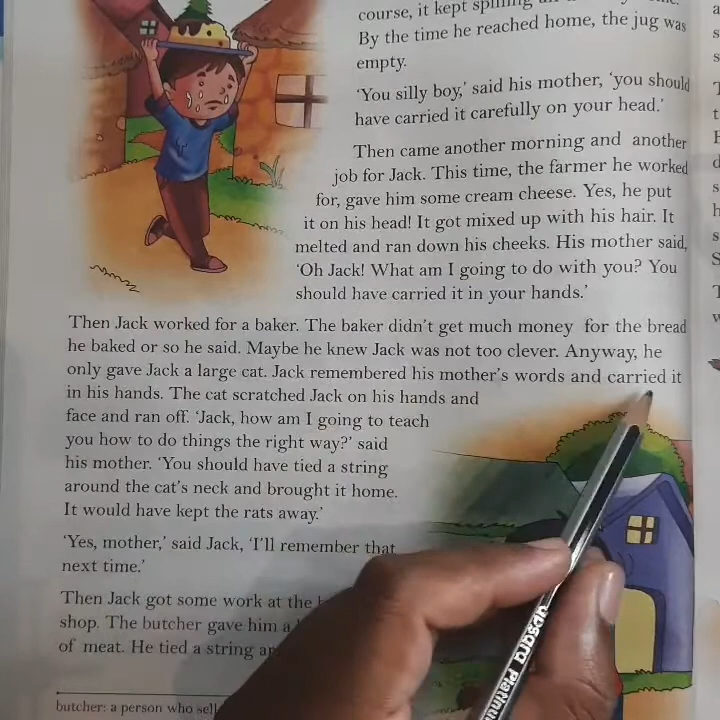 course, it kept
By the time he reached home, the jug was
empty.
‘You silly boy,’ said his mother, ‘you should
have carried it carefully on your head.’
Then came another morning and another
job for Jack. This time, the farmer he worked
for, gave him some cream cheese. Yes, he put
it on his head! It got mixed up with his hair. It
melted and ran down his cheeks. His mother said,
‘Oh Jack! What am I going to do with you? You
should have carried it in your hands.’
Then Jack worked for a baker. The baker didn’t get much money for the bread
he baked or so he said. Maybe he knew Jack was not too clever. Anyway, he
only gave Jack a large cat. Jack remembered his mother’s words and carried it
in his hands. The cat scratched Jack on his hands and
face and ran off. ‘Jack, how am I going to teach
you how to do things the right way?’ said
his mother. ‘You should have tied a string
around the cat’s neck and brought it home.
It would have kept the rats away.’
‘Yes, mother,’ said Jack, ‘I’ll remember that
next time.’
Then Jack got some work at the
shop. The butcher gave him a
of meat. He tied a string
butcher: a person who
upsara Platinum